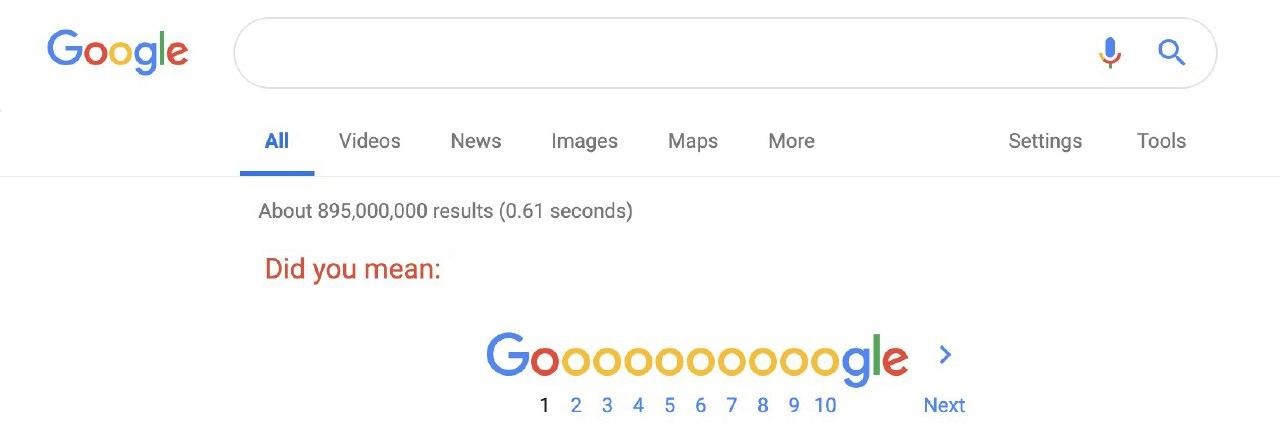 Google
All Videos News Images Maps More Settings Tools
About 895,000,000 results (0.61 seconds)
Did you mean:
Goooooooooogle >
1 2 3 4 5 6 7 8 9 10 Next